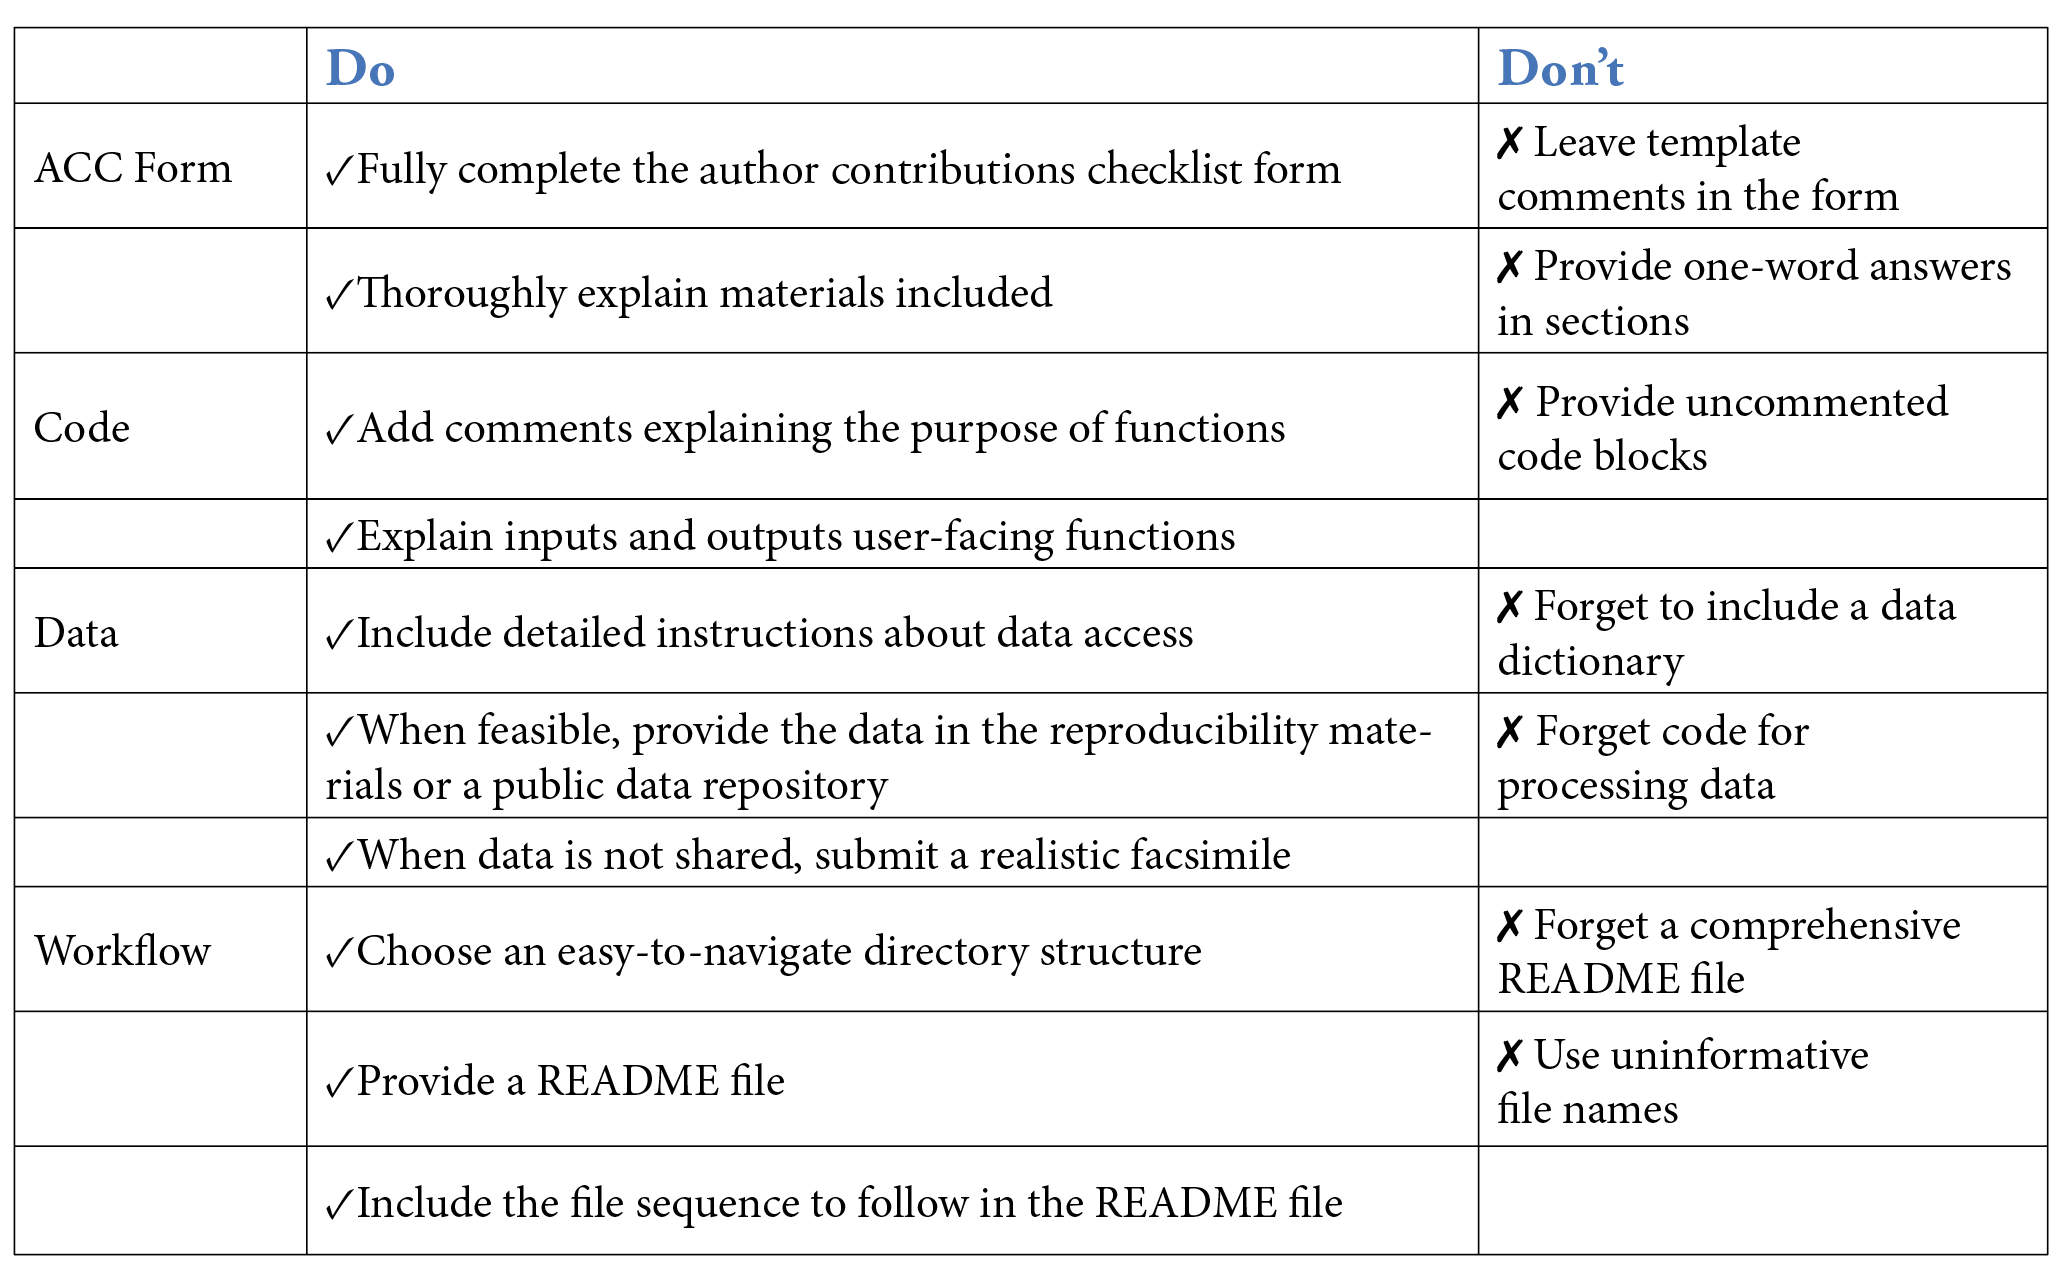 Do
Don’t
ACC Form
✓Fully complete the author contributions checklist form
✗ Leave template
comments in the form
✓Thoroughly explain materials included
✗ Provide one-word answers
in sections
Code
✓Add comments explaining the purpose of functions
✗ Provide uncommented
code blocks
✓Explain inputs and outputs user-facing functions
Data
✓Include detailed instructions about data access
✗ Forget to include a data
dictionary
✓When feasible, provide the data in the reproducibility mate-
rials or a public data repository
✗ Forget code for
processing data
✓When data is not shared, submit a realistic facsimile
Workflow
✓Choose an easy-to-navigate directory structure
✗ Forget a comprehensive
README file
✓Provide a README file
✗ Use uninformative
file names
✓Include the file sequence to follow in the README file